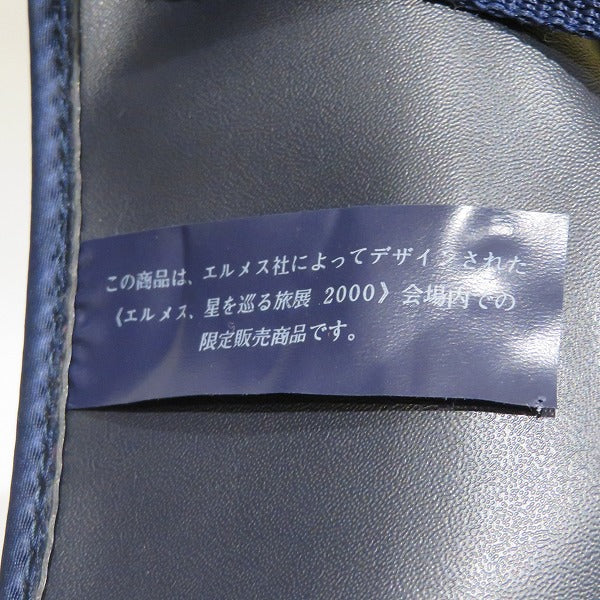 この商品は、エルメス社によってデザインされた
《エルメス、星を巡る旅展 2000》会場内での
限定販売商品です。